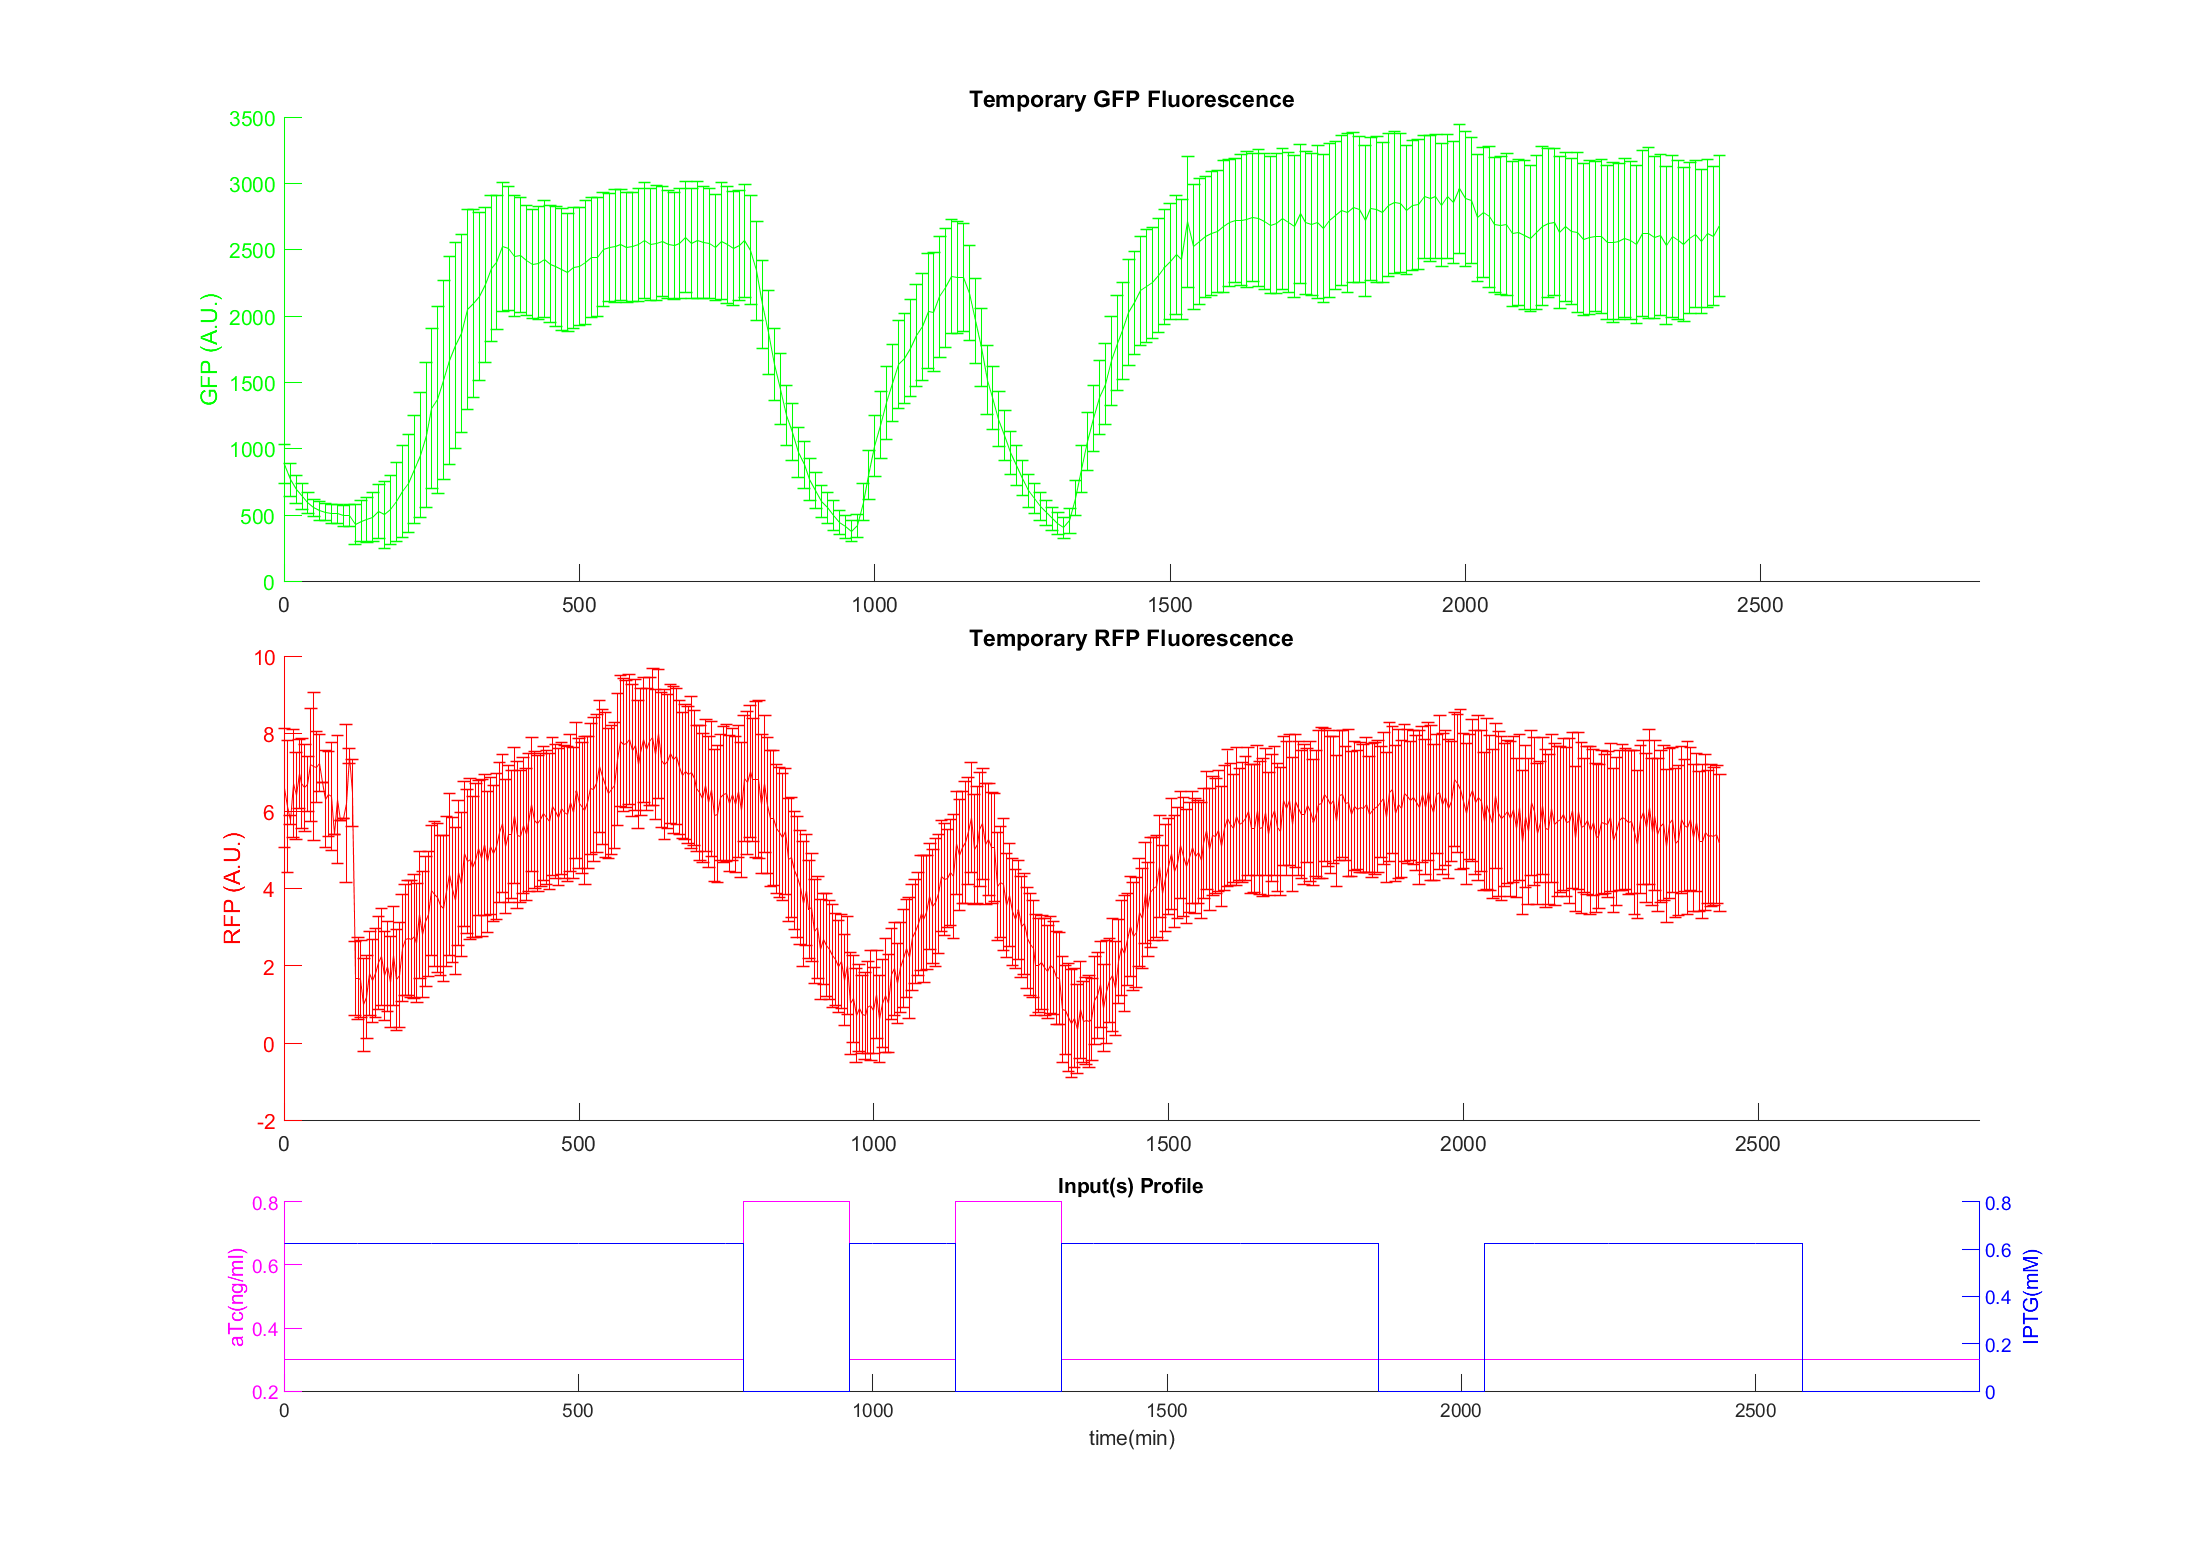 Temporary GFP Fluorescence
GFP (A.U.)
3500
3000
2500
2000
1500
1000
500
0
0 500 1000 1500 2000 2500
Temporary RFP Fluorescence
RFP (A.U.)
10
8
6
4
2
0
-2
0 500 1000 1500 2000 2500
Input(s) Profile
aTc(ng/ml)
0.8
0.6
0.4
0.2
0.8
0.6
0.4
0.2
0
IPTG(mM)
0 500 1000 1500 2000 2500
time(min)